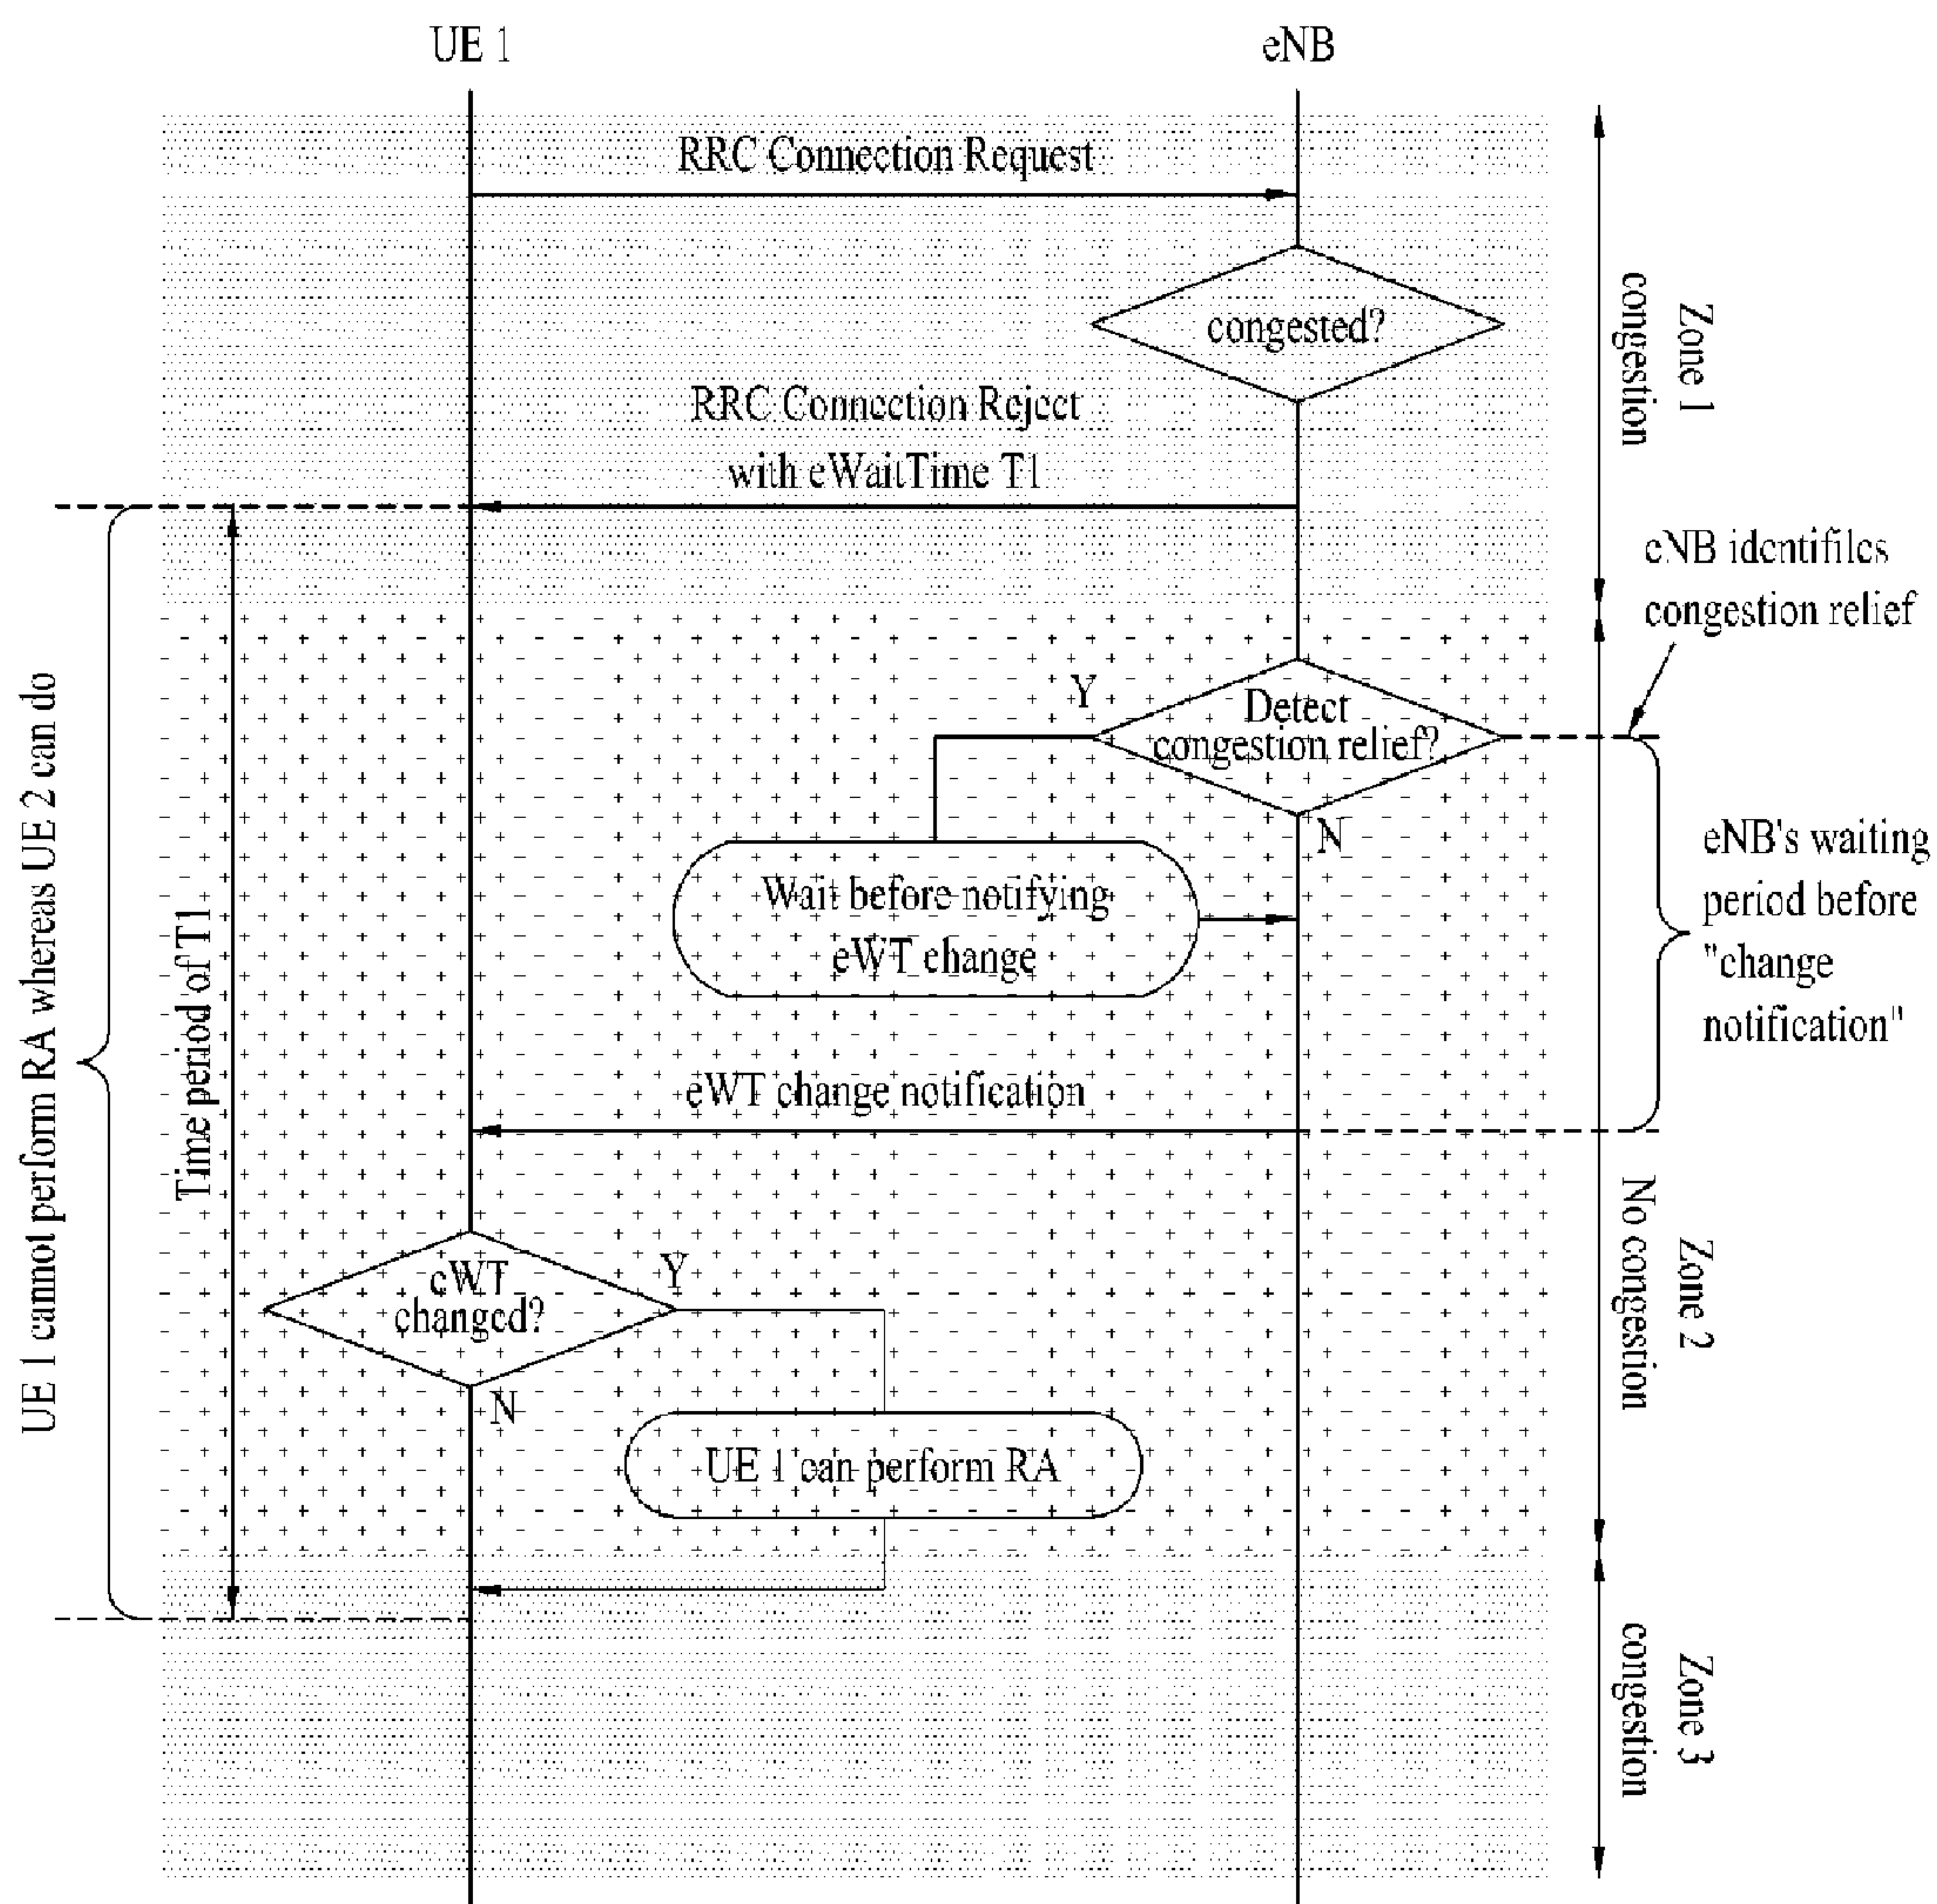 UE 1
eNB
RRC Connection Request
congested?
Zone 1
congestion
RRC Connection Reject
with eWaitTime T1
eNB identifiles
congestion relief
Y
Detect
congestion relief?
N
Wait before notifying
eWT change
eNB's waiting
period before
"change
notification"
UE 1 cannot perform RA whereas UE 2 can do
Time period of T1
eWT change notification
Zone 2
No congestion
eWT
changed?
Y
N
UE 1 can perform RA
Zone 3
congestion